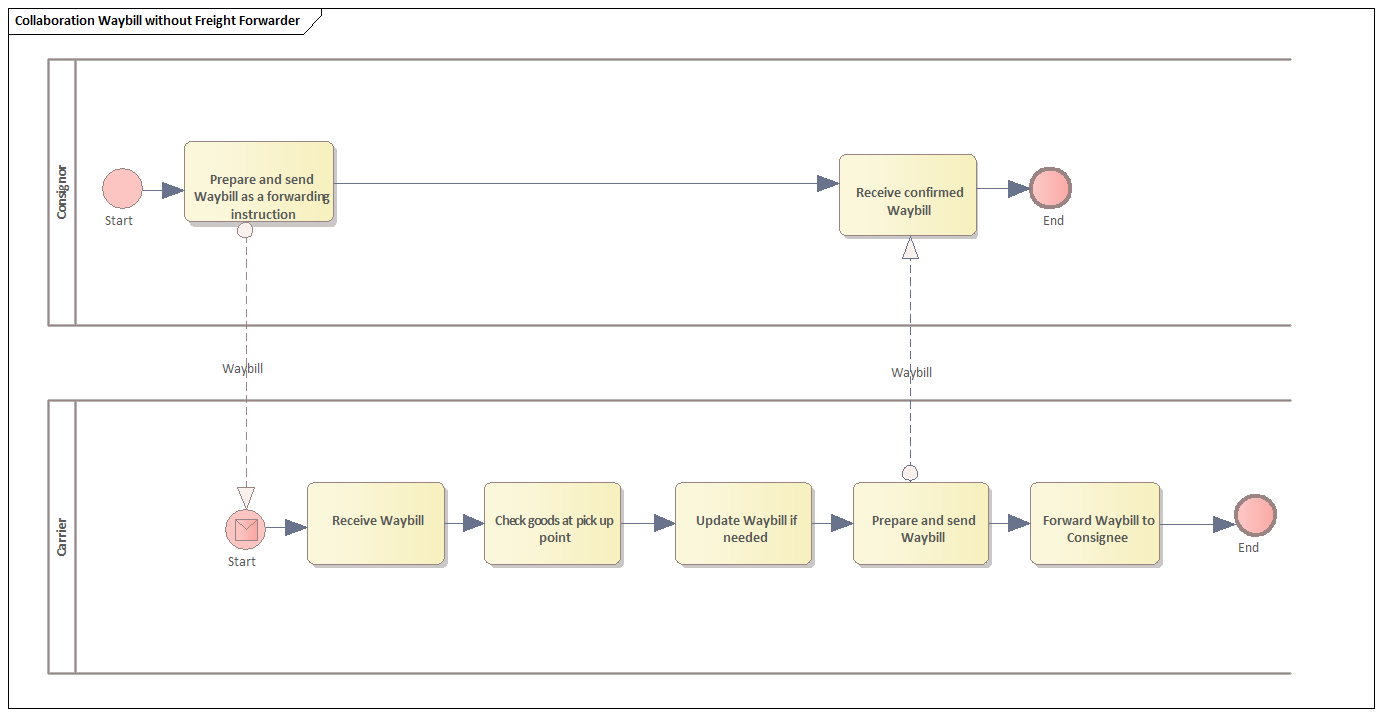 Collaboration Waybill without Freight Forwarder
Consignor
Start
Prepare and send
Waybill as a forwarding
instruction
Receive confirmed
Waybill
End
Waybill
Waybill
Carrier
Start
Receive Waybill
Check goods at pick up
point
Update Waybill if
needed
Prepare and send
Waybill
Forward Waybill to
Consignee
End